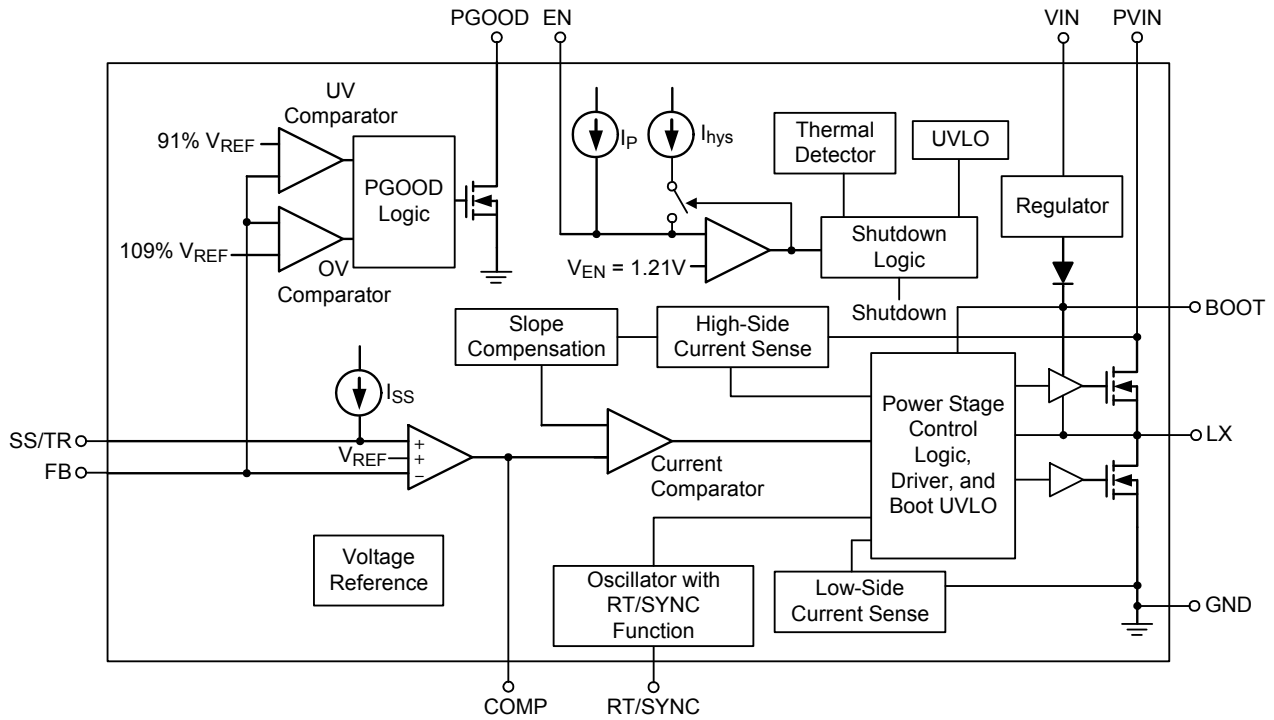 PGOOD
EN
VIN
PVIN
UV
Comparator
91% VREF
PGOOD
Logic
109% VREF
OV
Comparator
IP
Ihys
Thermal
Detector
UVLO
Regulator
VEN = 1.21V
Shutdown
Logic
Shutdown
BOOT
Slope
Compensation
High-Side
Current Sense
ISS
Power Stage
Control
Logic,
Driver, and
Boot UVLO
SS/TR
VREF
+
+
−
FB
LX
Current
Comparator
Voltage
Reference
Oscillator with
RT/SYNC
Function
Low-Side
Current Sense
GND
COMP
RT/SYNC